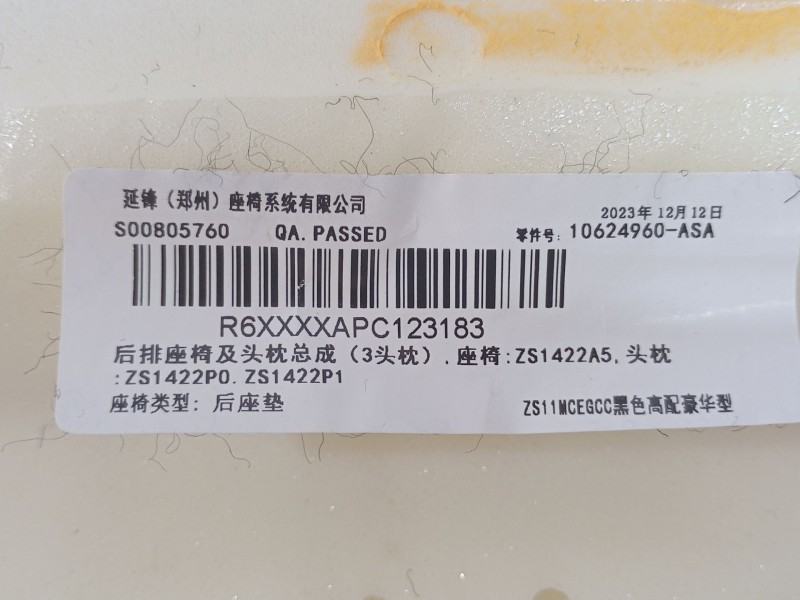 延锋（郑州）座椅系统有限公司
2023年12月12日
S00805760 QA.PASSED
零件号: 10624960-ASA
R6XXXXAPC123183
后排座椅及头枕总成（3头枕）.座椅:ZS1422A5,头枕
:ZS1422P0. ZS1422P1
座椅类型: 后座垫
ZS11MCEGCC黑色高配豪华型